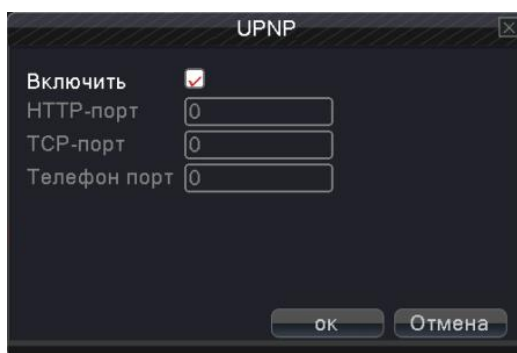 UPNP
Включить
HTTP-порт 0
TCP-порт 0
Телефон порт 0
ок Отмена